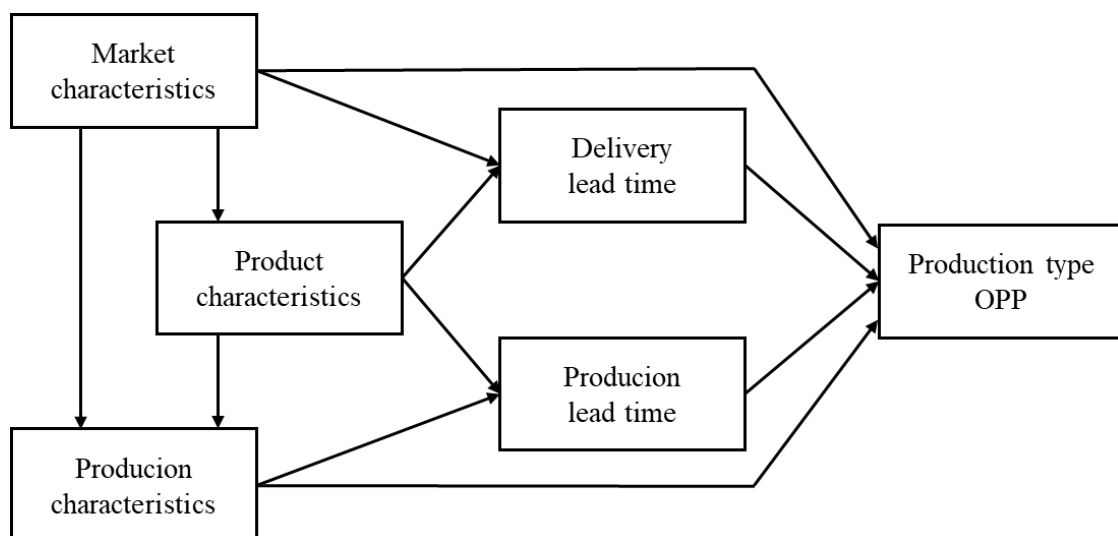 Market
characteristics
Delivery
lead time
Product
characteristics
Production type
OPP
Producion
lead time
Producion
characteristics